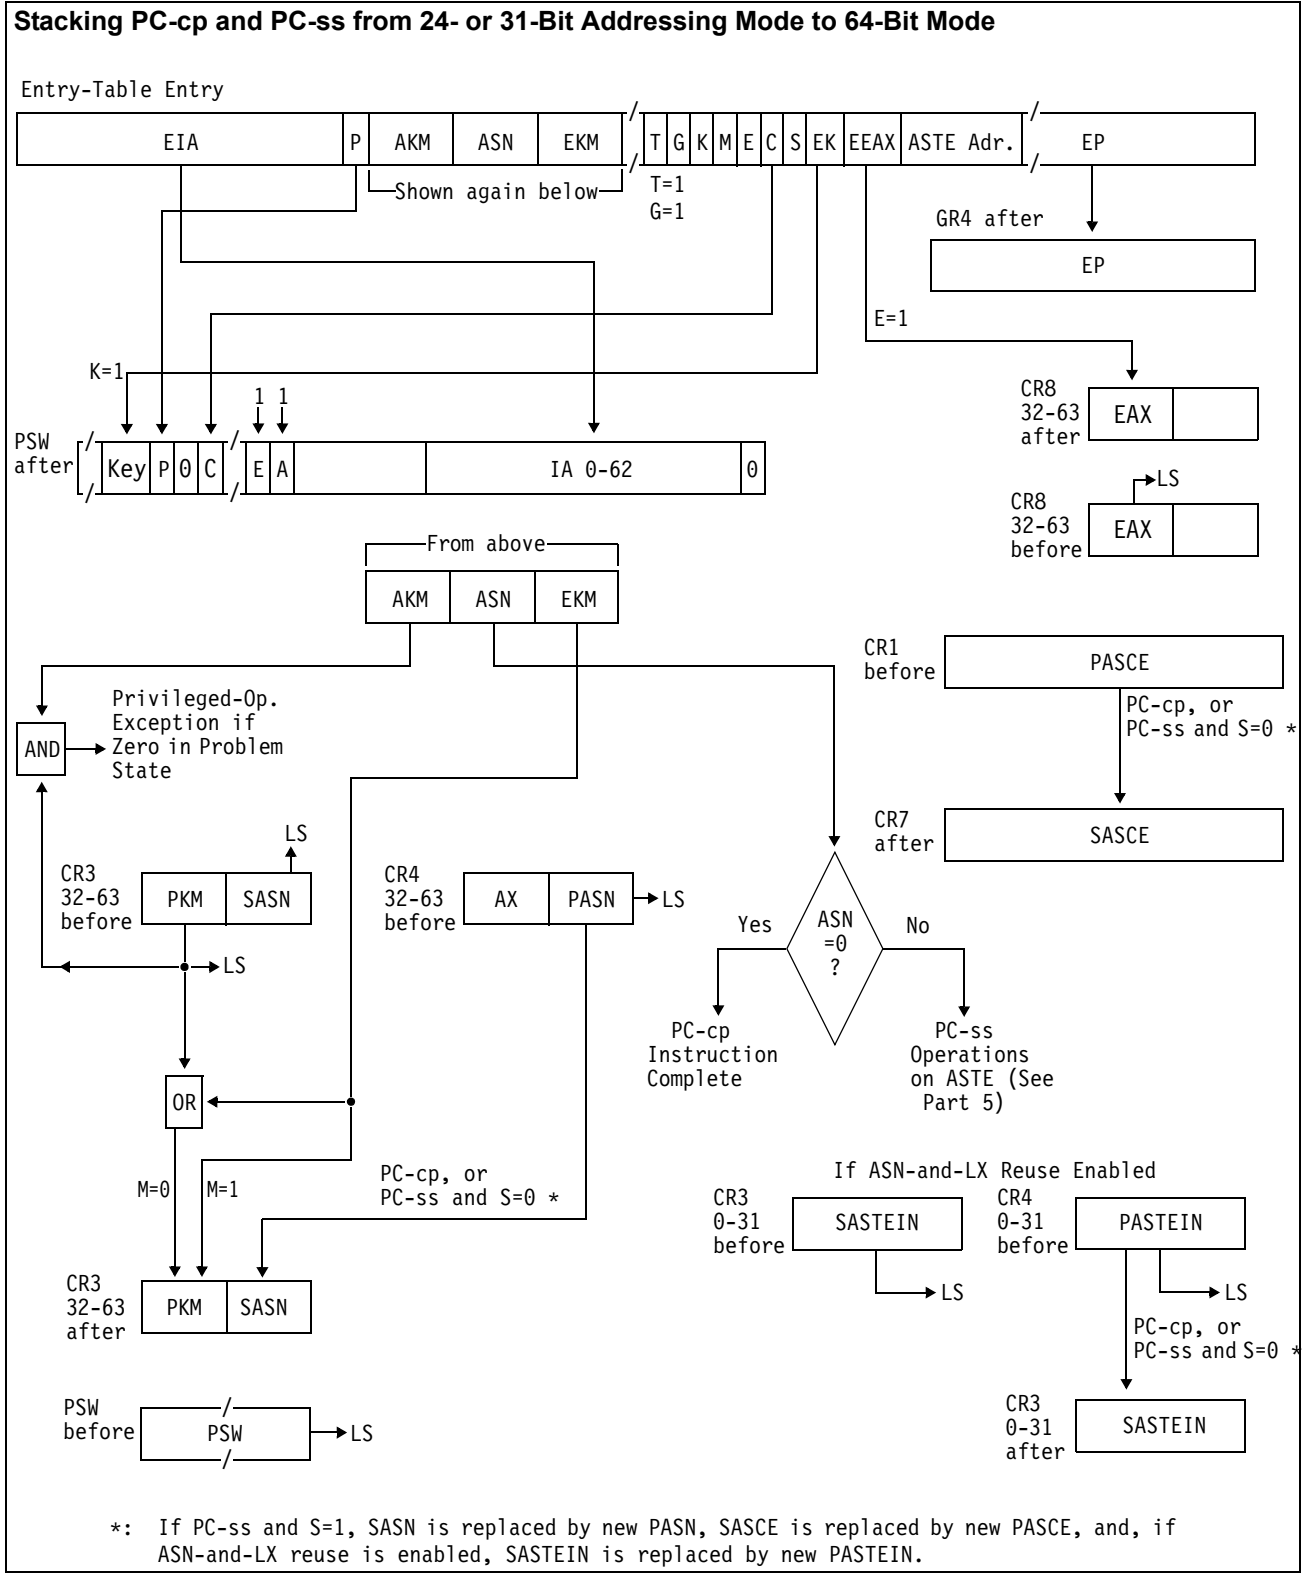 Stacking PC-cp and PC-ss from 24- or 31-Bit Addressing Mode to 64-Bit Mode
Entry-Table Entry
EIA P AKM ASN EKM T G K M E C S EK EEAX ASTE Adr. EP
Shown again below
T=1
G=1
GR4 after
EP
E=1
K=1
1 1
CR8
32-63
after
EAX
PSW
after
Key P 0 C E A IA 0-62 0
LS
CR8
32-63
before
EAX
From above
AKM ASN EKM
CR1
before
PASCE
PC-cp, or
PC-ss and S=0 *
CR7
after
SASCE
AND
Privileged-Op.
Exception if
Zero in Problem
State
LS
CR3
32-63
before
PKM SASN
LS
CR4
32-63
before
AX PASN
LS
Yes
ASN
=0
?
No
PC-cp
Instruction
Complete
PC-ss
Operations
on ASTE (See
Part 5)
OR
M=0
M=1
PC-cp, or
PC-ss and S=0 *
CR3
32-63
after
PKM SASN
If ASN-and-LX Reuse Enabled
CR3
0-31
before
SASTEIN
LS
CR4
0-31
before
PASTEIN
LS
PC-cp, or
PC-ss and S=0 *
CR3
0-31
after
SASTEIN
PSW
before
PSW
LS
*: If PC-ss and S=1, SASN is replaced by new PASN, SASCE is replaced by new PASCE, and, if
ASN-and-LX reuse is enabled, SASTEIN is replaced by new PASTEIN.